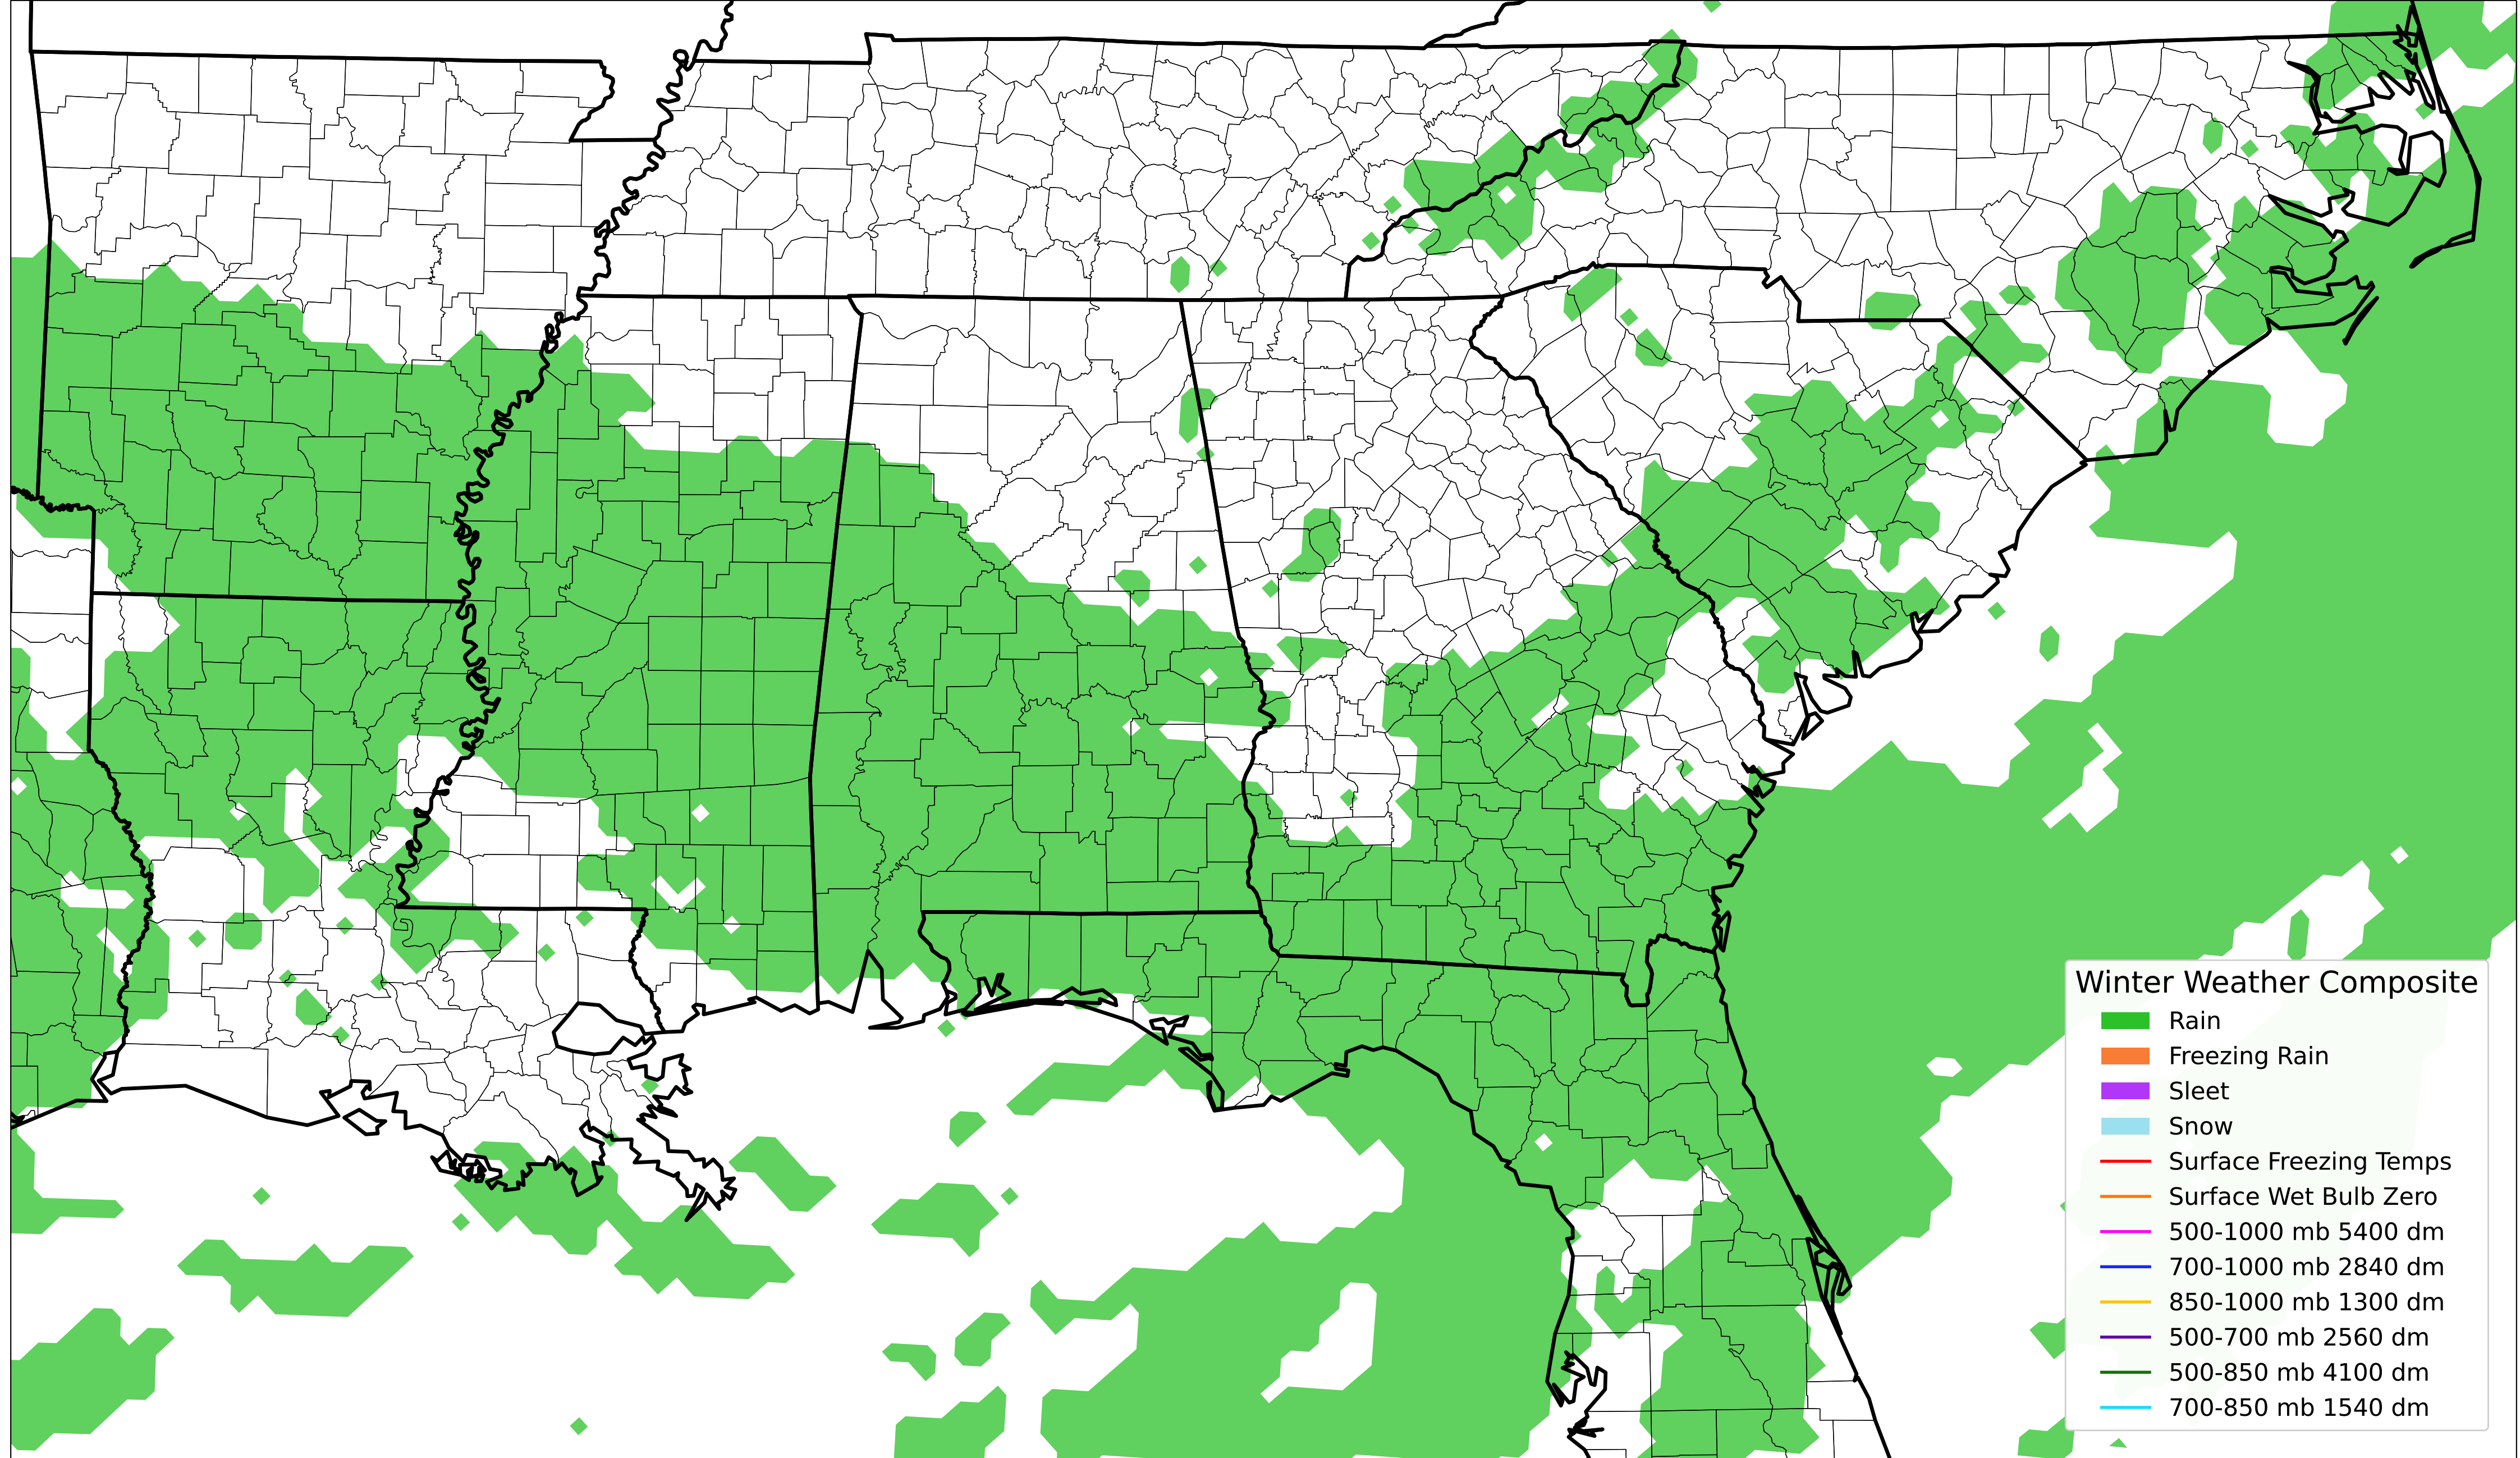 Winter Weather Composite
Rain
Freezing Rain
Sleet
Snow
Surface Freezing Temps
Surface Wet Bulb Zero
500-1000 mb 5400 dm
700-1000 mb 2840 dm
850-1000 mb 1300 dm
500-700 mb 2560 dm
500-850 mb 4100 dm
700-850 mb 1540 dm